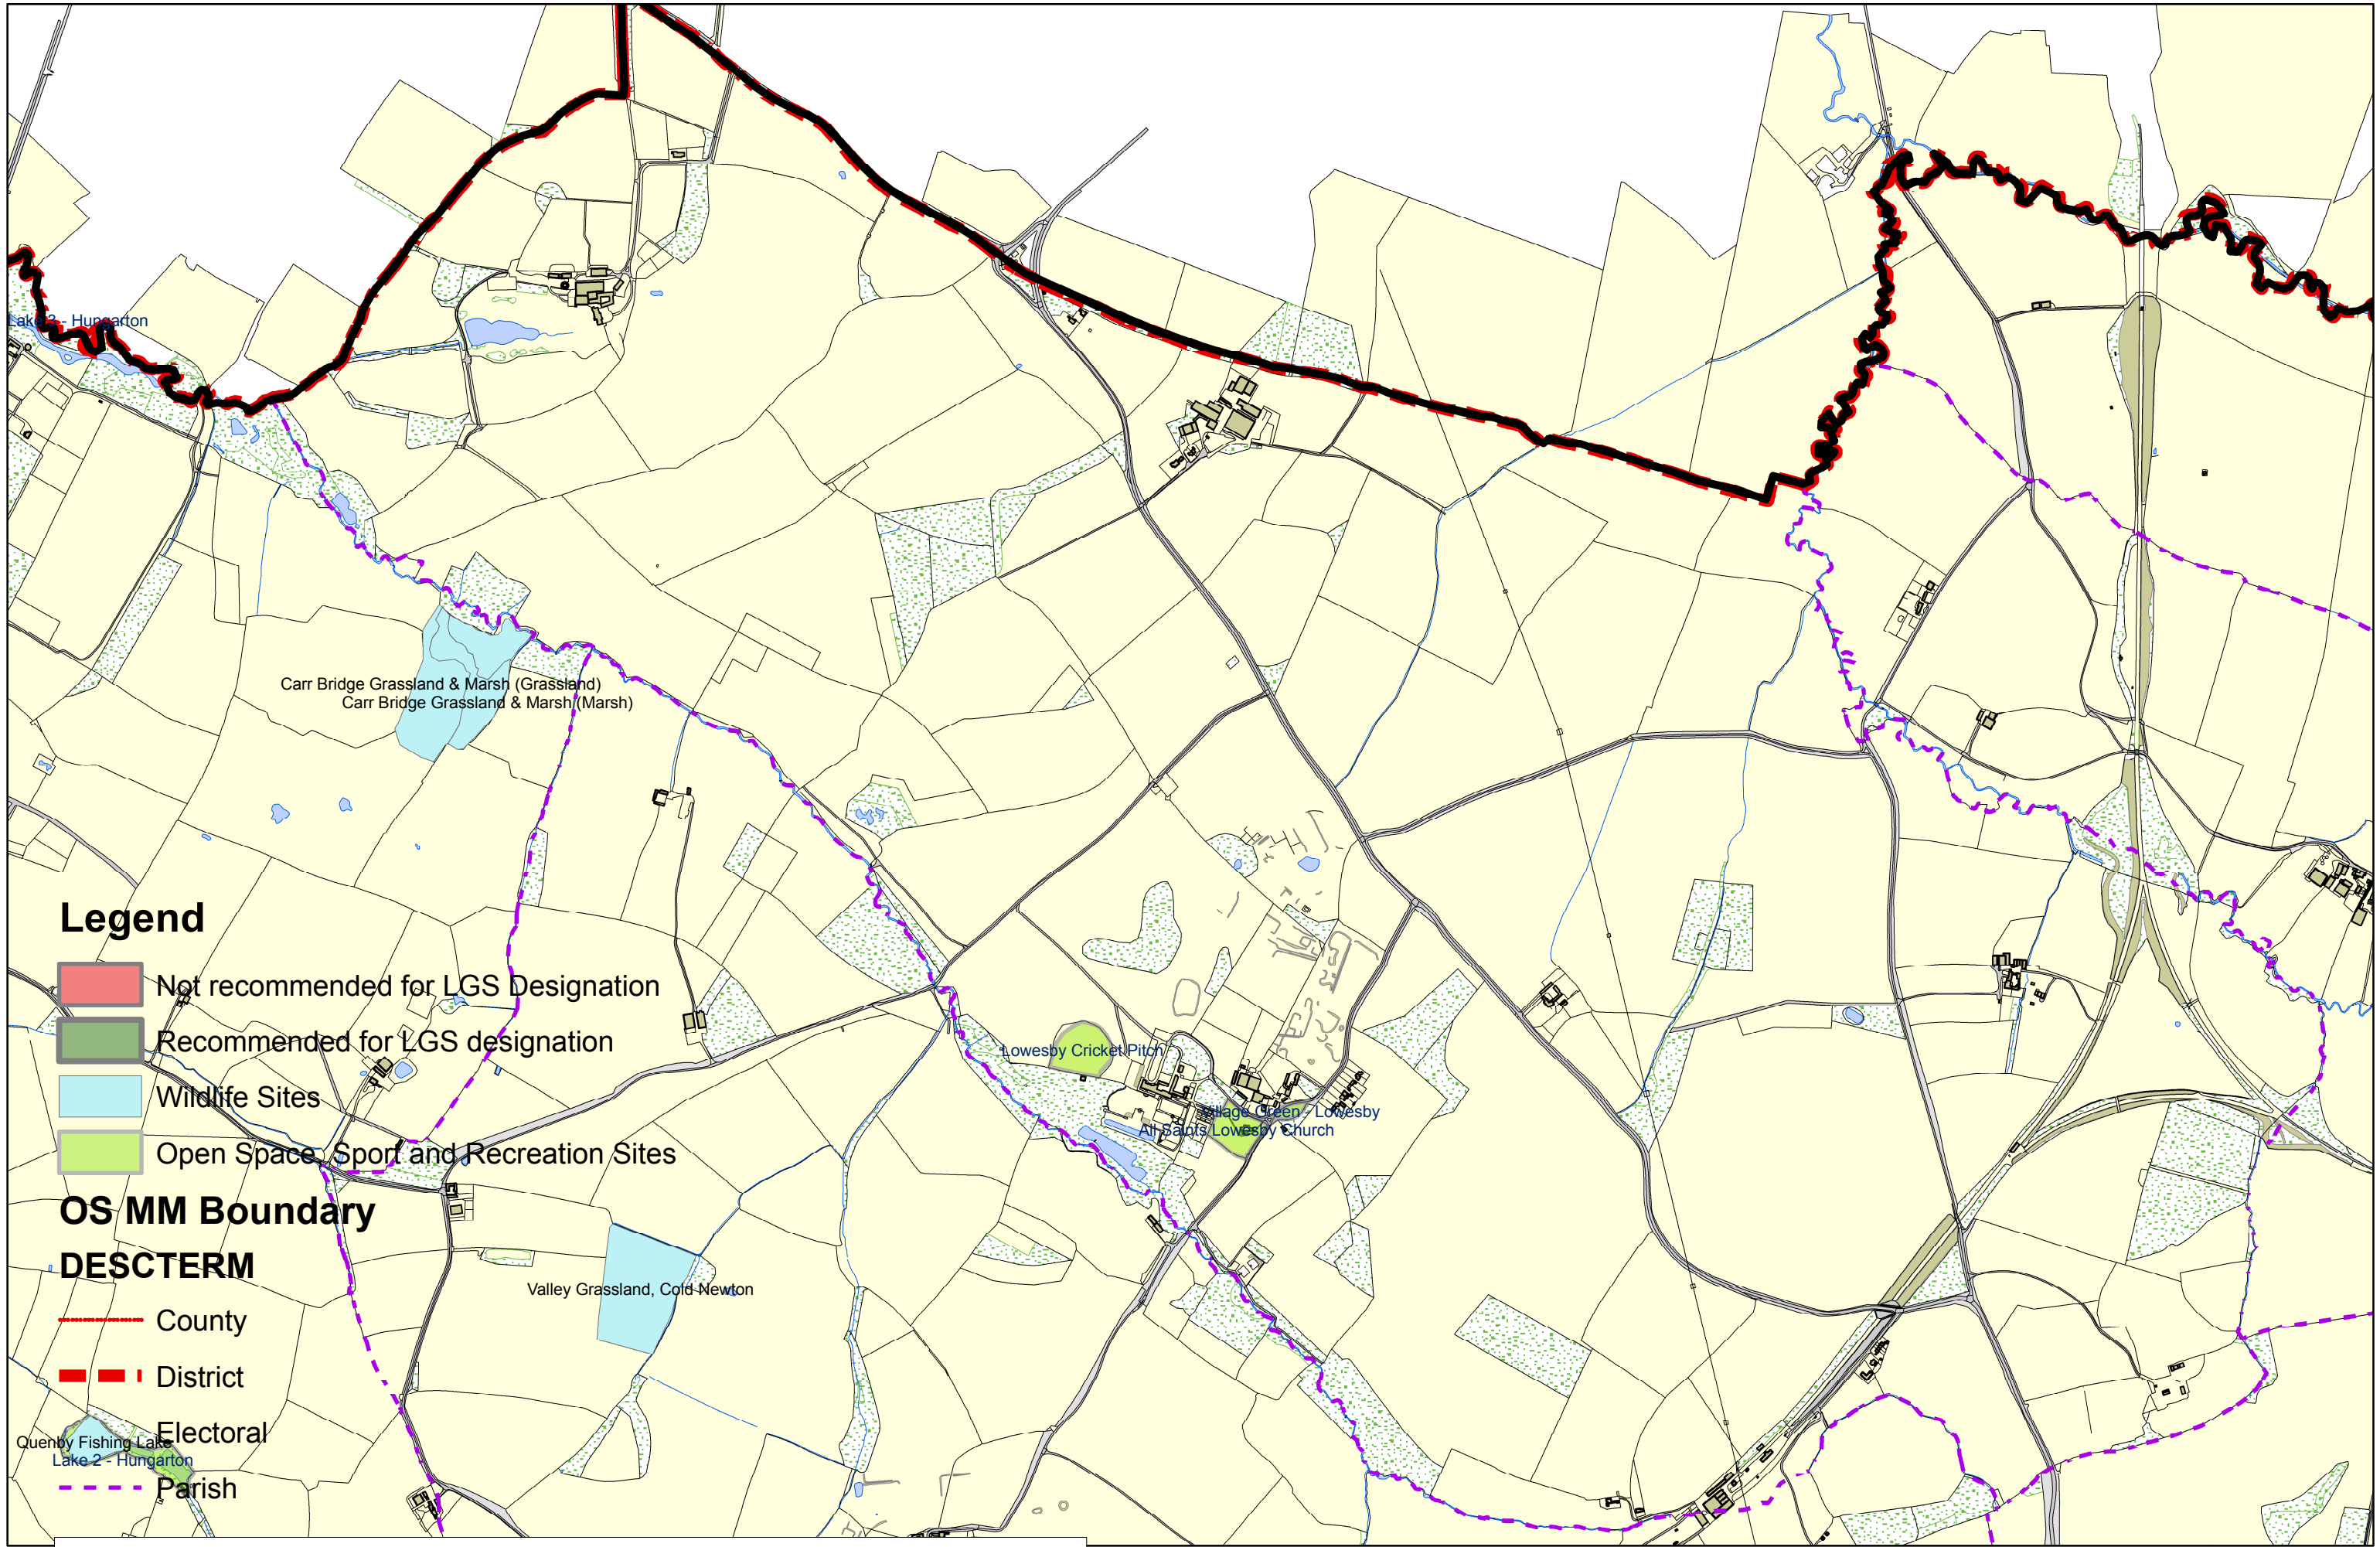 Lake 3 - Hungarton
Carr Bridge Grassland & Marsh (Grassland)
Carr Bridge Grassland & Marsh (Marsh)
Legend
Not recommended for LGS Designation
Recommended for LGS designation
Wildlife Sites
Open Space, Sport and Recreation Sites
OS MM Boundary
DESCTERM
County
District
Electoral
Parish
Lowesby Cricket Pitch
Village Green - Lowesby
All Saints Lowesby Church
Valley Grassland, Cold Newton
Quenby Fishing Lake
Lake 2 - Hungarton